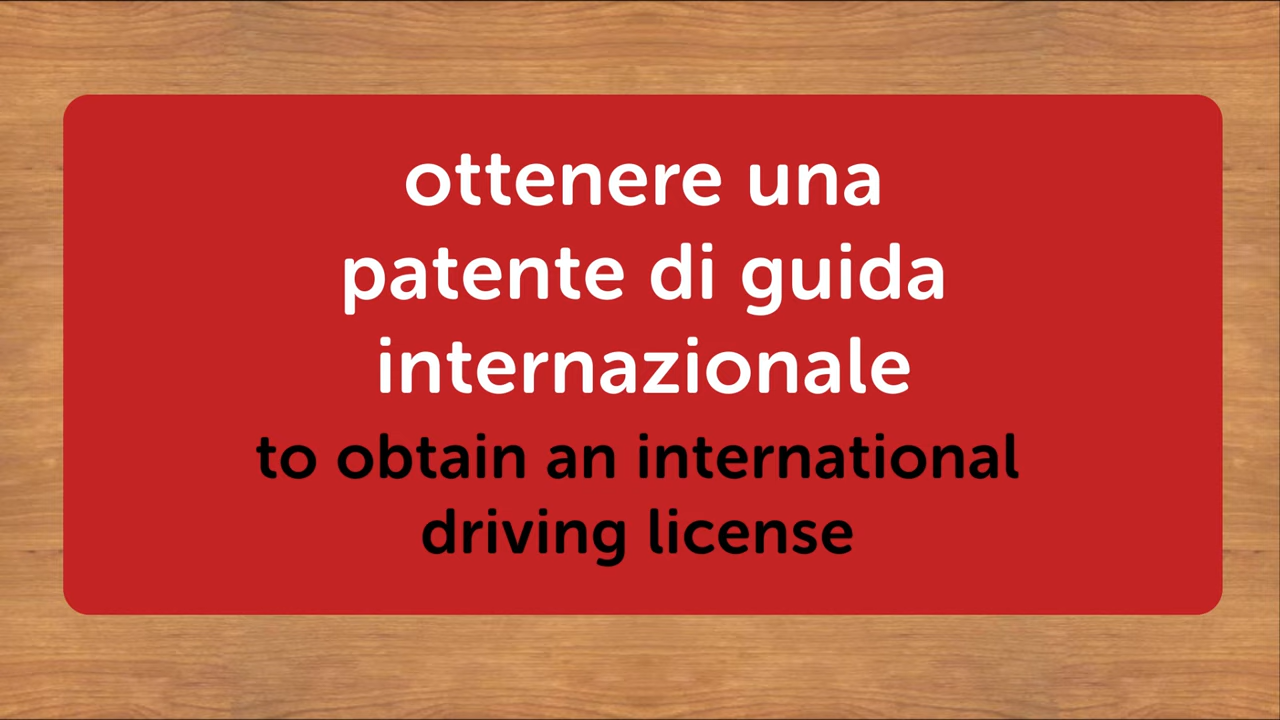 ottenere una
patente di guida
internazionale
to obtain an international
driving license